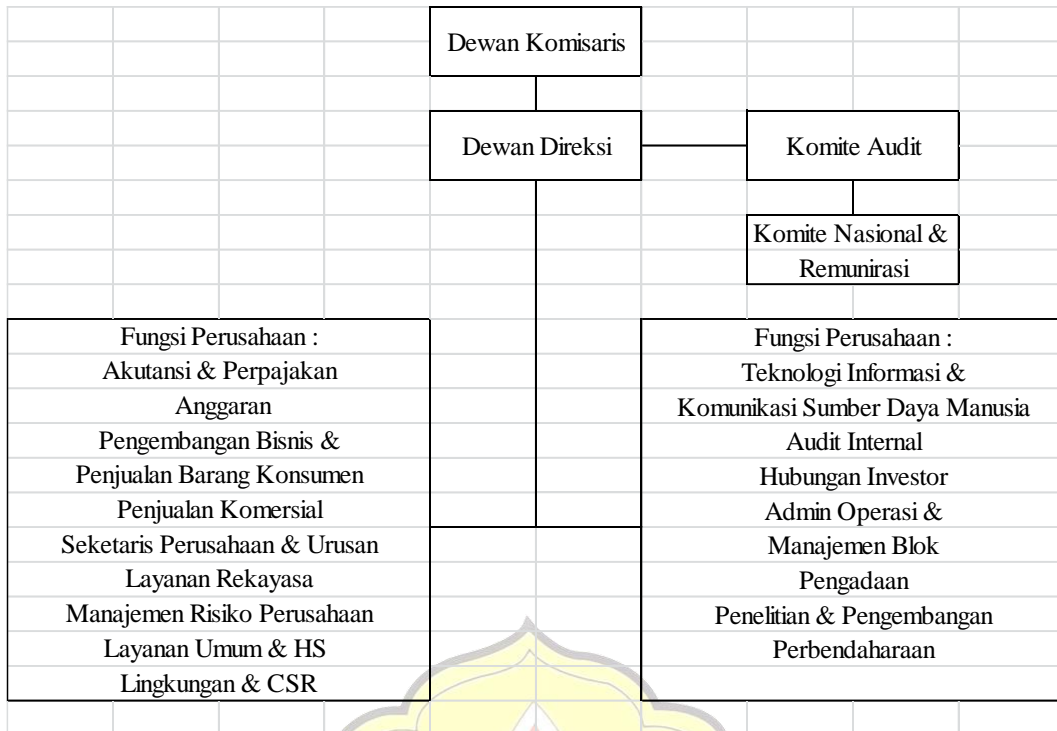 Dewan Komisaris
Dewan Direksi
Komite Audit
Komite Nasional &
Remunirasi
Fungsi Perusahaan :
Akutansi & Perpajakan
Anggaran
Pengembangan Bisnis &
Penjualan Barang Konsumen
Penjualan Komersial
Seketaris Perusahaan & Urusan
Layanan Rekayasa
Manajemen Risiko Perusahaan
Layanan Umum & HS
Lingkungan & CSR
Fungsi Perusahaan :
Teknologi Informasi &
Komunikasi Sumber Daya Manusia
Audit Internal
Hubungan Investor
Admin Operasi &
Manajemen Blok
Pengadaan
Penelitian & Pengembangan
Perbendaharaan